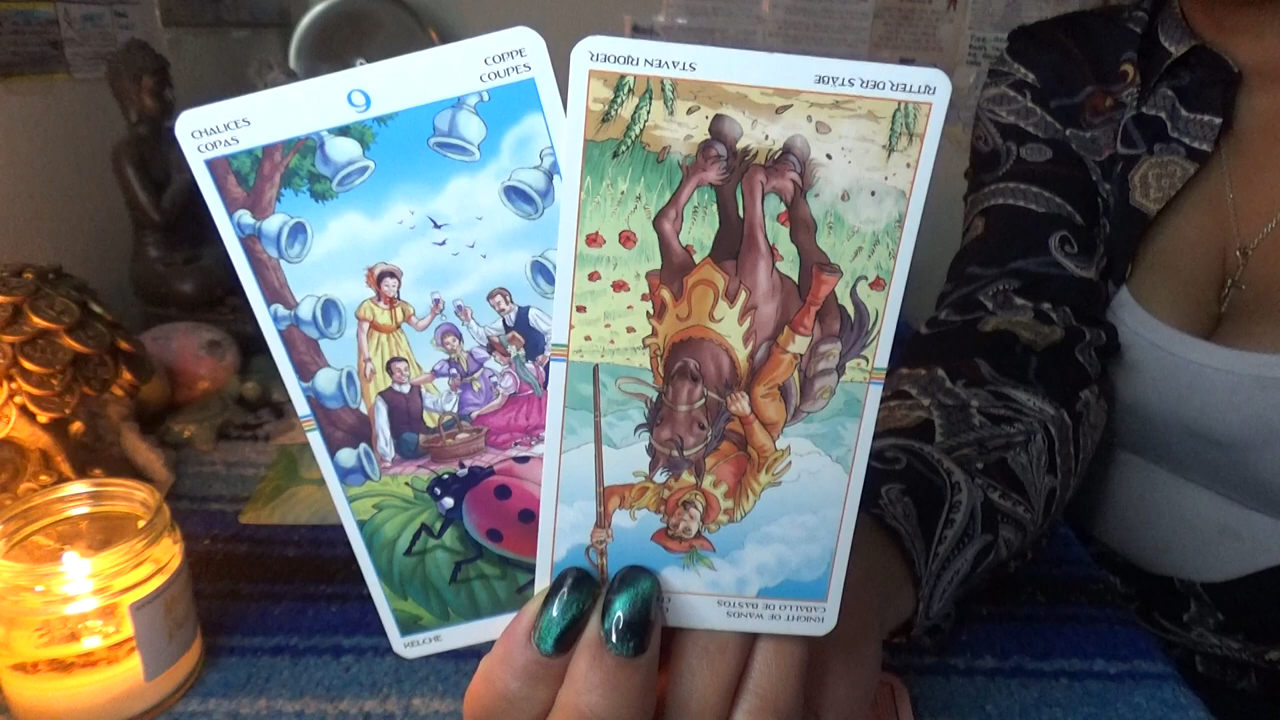 CHALICES
COPAS
9
COPPE
COUPES
KELCHE
STAVEN RIDDER
RITTER DER STÄBE
KNIGHT OF WANDS
CABALLO DE BASTOS